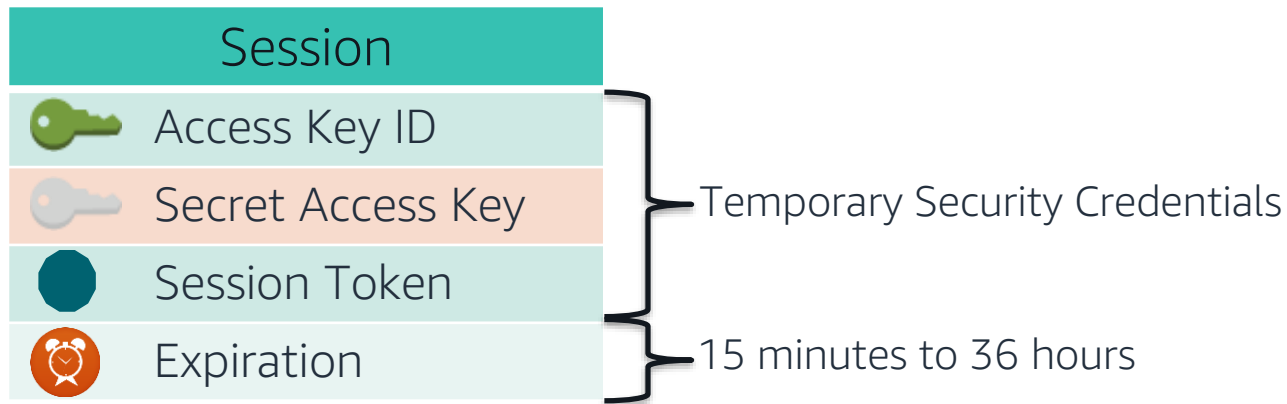 Session
Access Key ID
Secret Access Key
Session Token
Expiration
Temporary Security Credentials
15 minutes to 36 hours